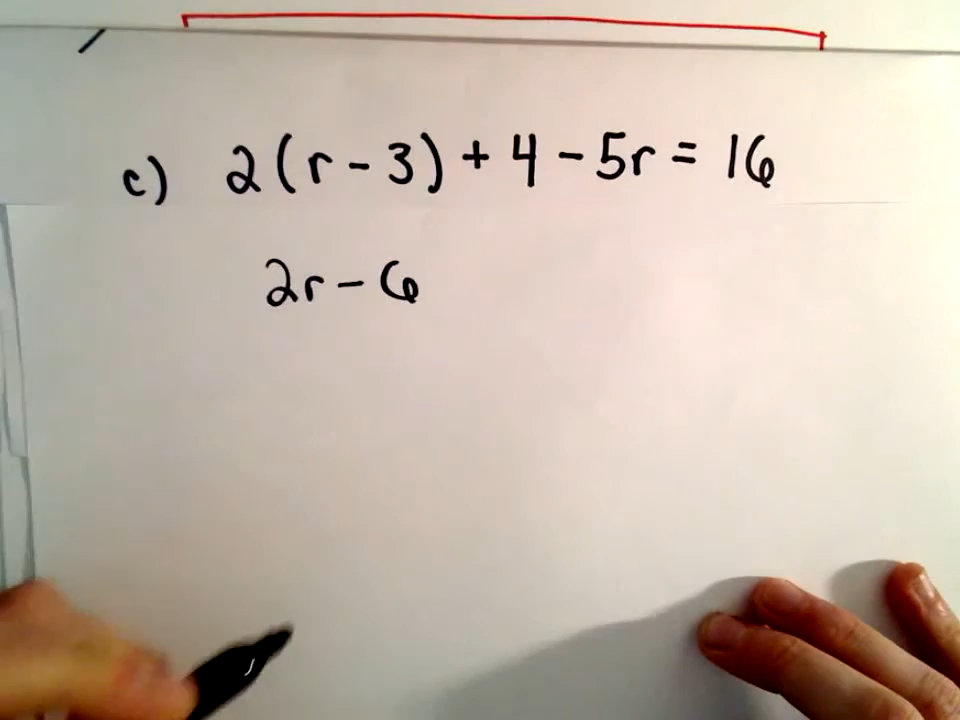 c) 2(r - 3) + 4 - 5r = 16
2r - 6